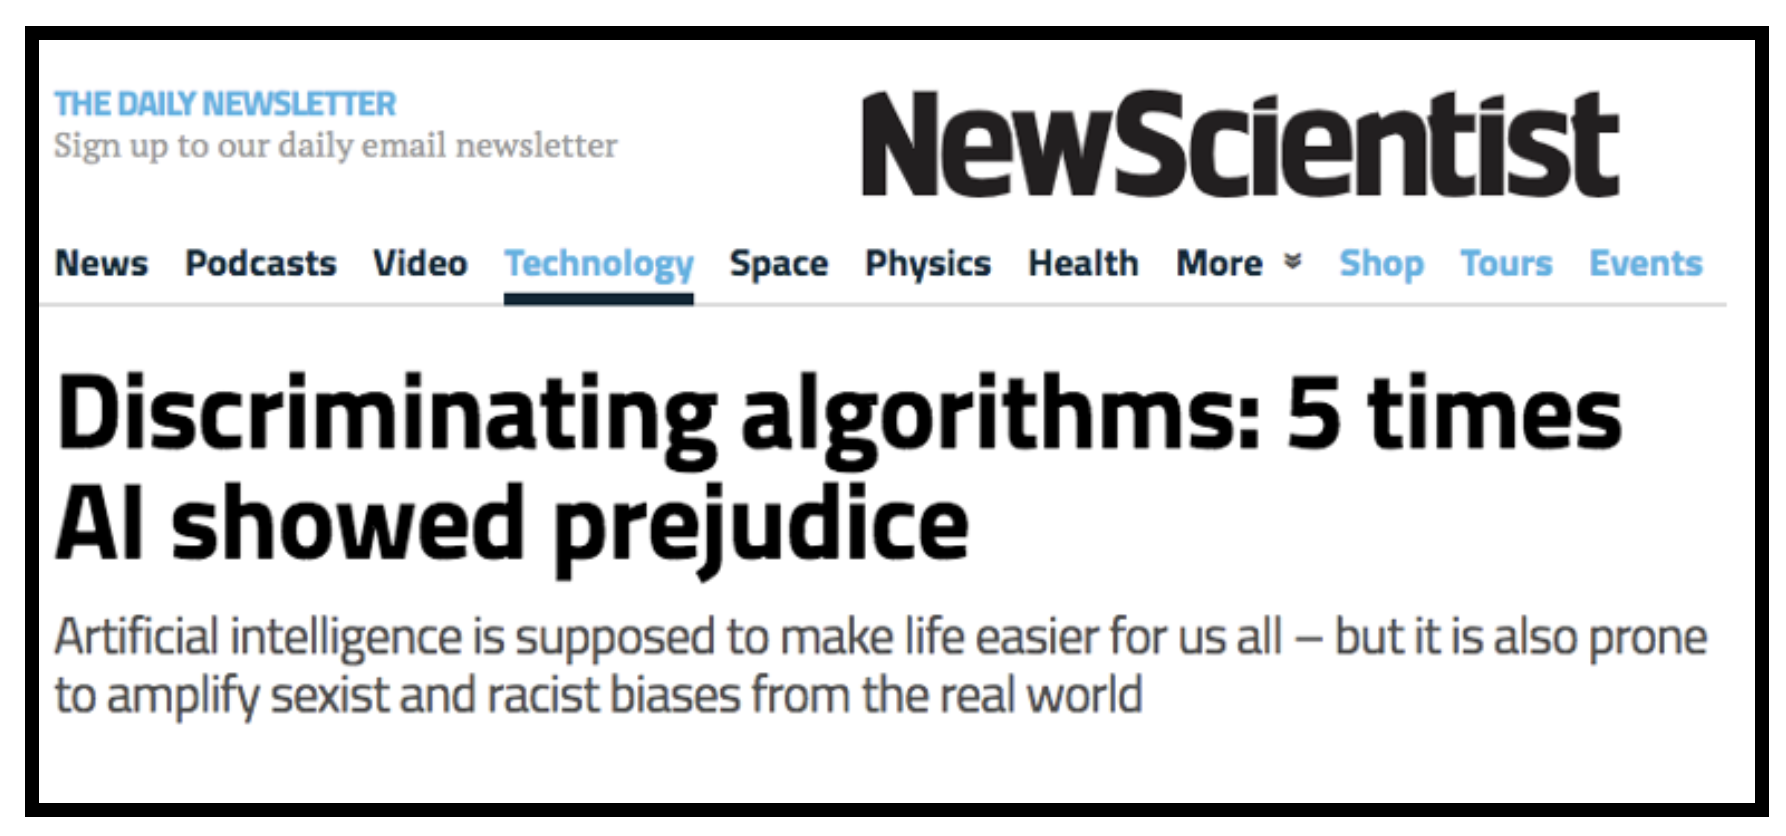 THE DAILY NEWSLETTER
Sign up to our daily email newsletter
NewScientist
News Podcasts Video Technology Space Physics Health More Shop Tours Events
Discriminating algorithms: 5 times
AI showed prejudice
Artificial intelligence is supposed to make life easier for us all – but it is also prone
to amplify sexist and racist biases from the real world